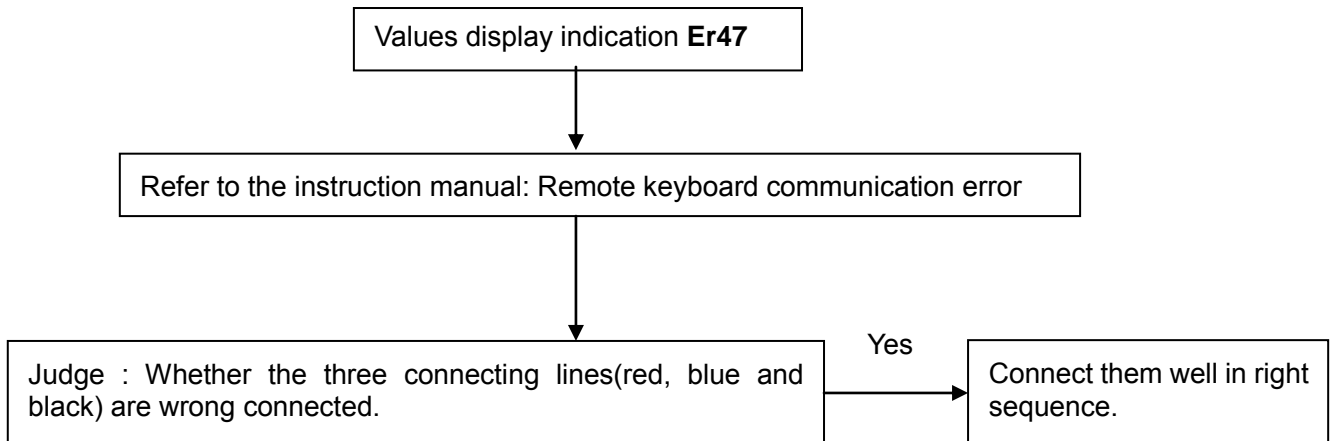 Values display indication Er47
Refer to the instruction manual: Remote keyboard communication error
Yes
Judge : Whether the three connecting lines(red, blue and
black) are wrong connected.
Connect them well in right
sequence.